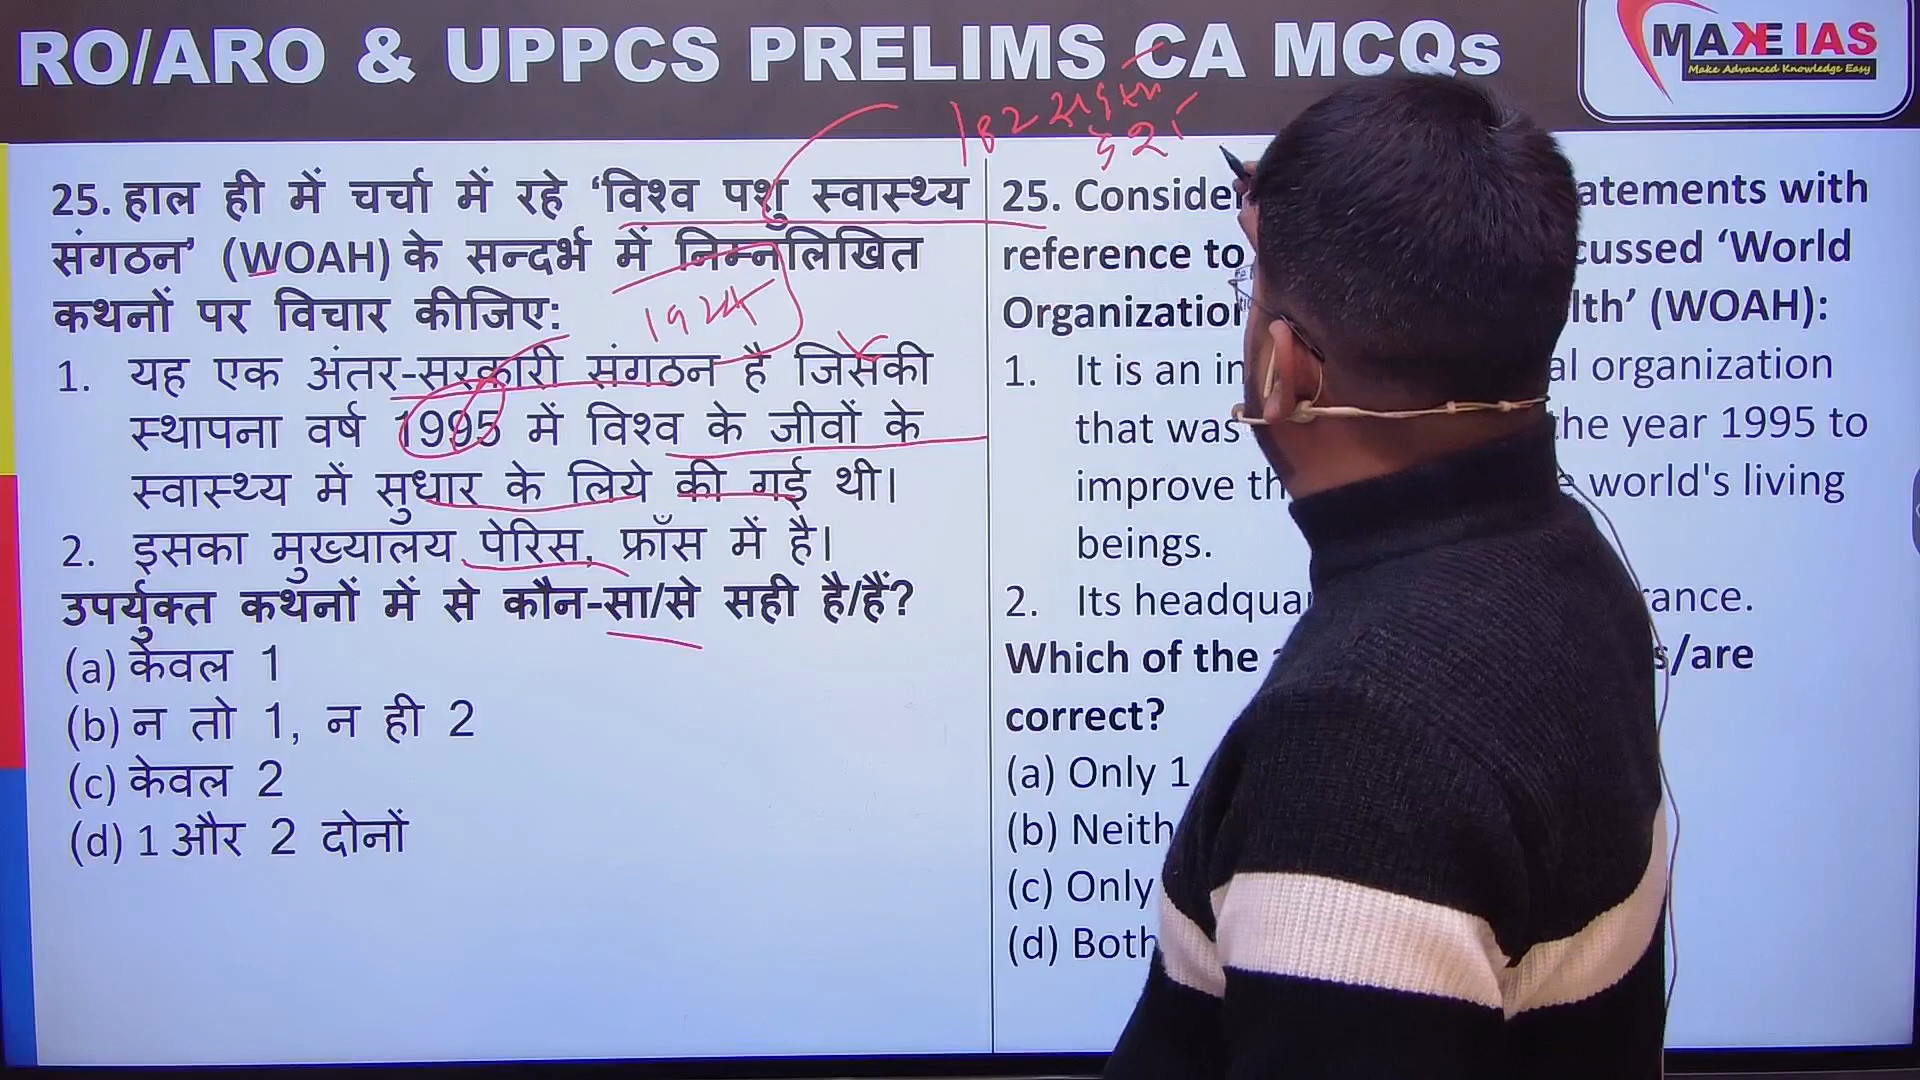 RO/ARO & UPPCS PRELIMS CA MCQs
MAKE IAS
Make Advanced Knowledge Easy
182
25. हाल ही में चर्चा में रहे ‘विश्व पशु स्वास्थ्य
संगठन’ (WOAH) के सन्दर्भ में निम्नलिखित
कथनों पर विचार कीजिए:
1924
1. यह एक अंतर-सरकारी संगठन है जिसकी
स्थापना वर्ष 1995 में विश्व के जीवों के
स्वास्थ्य में सुधार के लिये की गई थी।
2. इसका मुख्यालय पेरिस, फ्राँस में है।
उपर्युक्त कथनों में से कौन-सा/से सही है/हैं?
(a) केवल 1
(b) न तो 1, न ही 2
(c) केवल 2
(d) 1 और 2 दोनों
25. Consider atements with
reference to cussed ‘World
Organization lth’ (WOAH):
1. It is an in al organization
that was the year 1995 to
improve th world's living
beings.
2. Its headqua rance.
Which of the s/are
correct?
(a) Only 1
(b) Neith
(c) Only
(d) Both